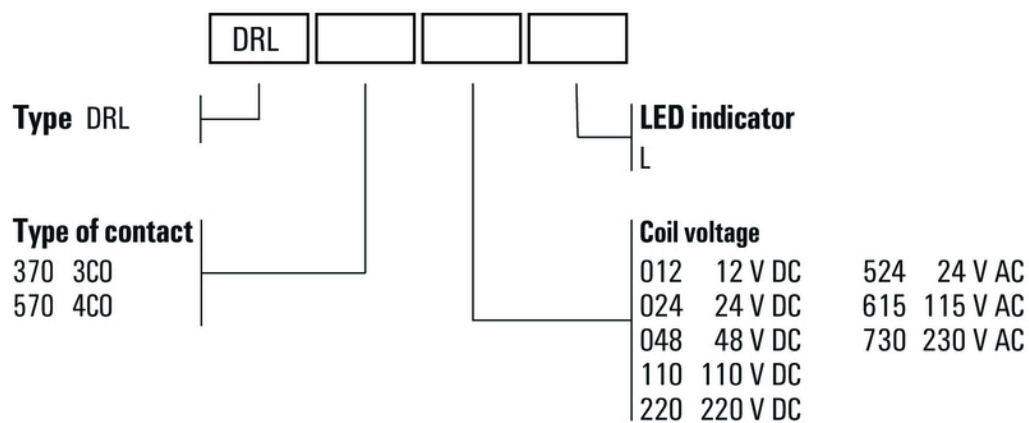 DRL
Type DRL
LED indicator
L
Type of contact
370 3CO
570 4CO
Coil voltage
012 12 V DC 524 24 V AC
024 24 V DC 615 115 V AC
048 48 V DC 730 230 V AC
110 110 V DC
220 220 V DC